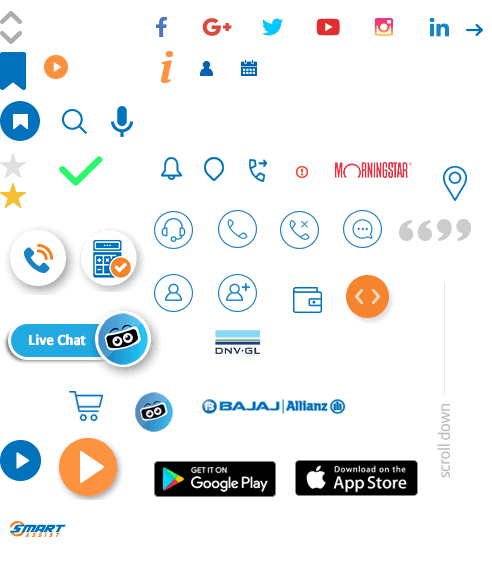 G+
MORNINGSTAR
Live Chat
DNV·GL
BAJAJ | Allianz
scroll down
GET IT ON
Google Play
Download on the
App Store
SMART
ASSIST